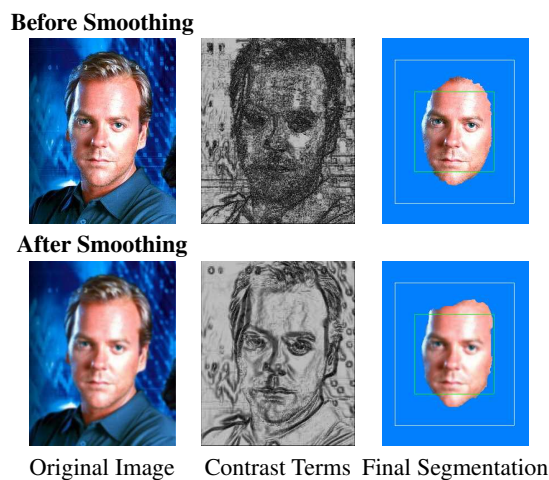 Before Smoothing
After Smoothing
Original Image Contrast Terms Final Segmentation